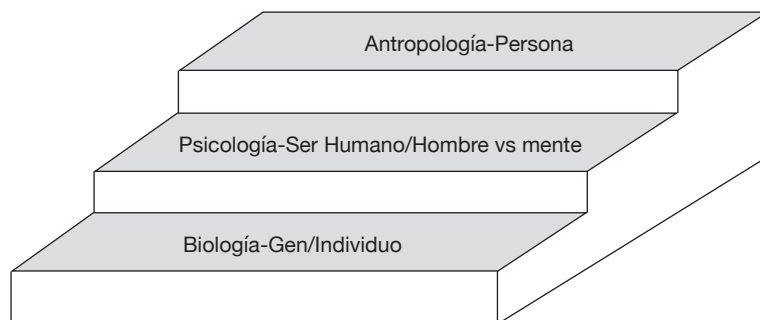 Antropología-Persona
Psicología-Ser Humano/Hombre vs mente
Biología-Gen/Individuo